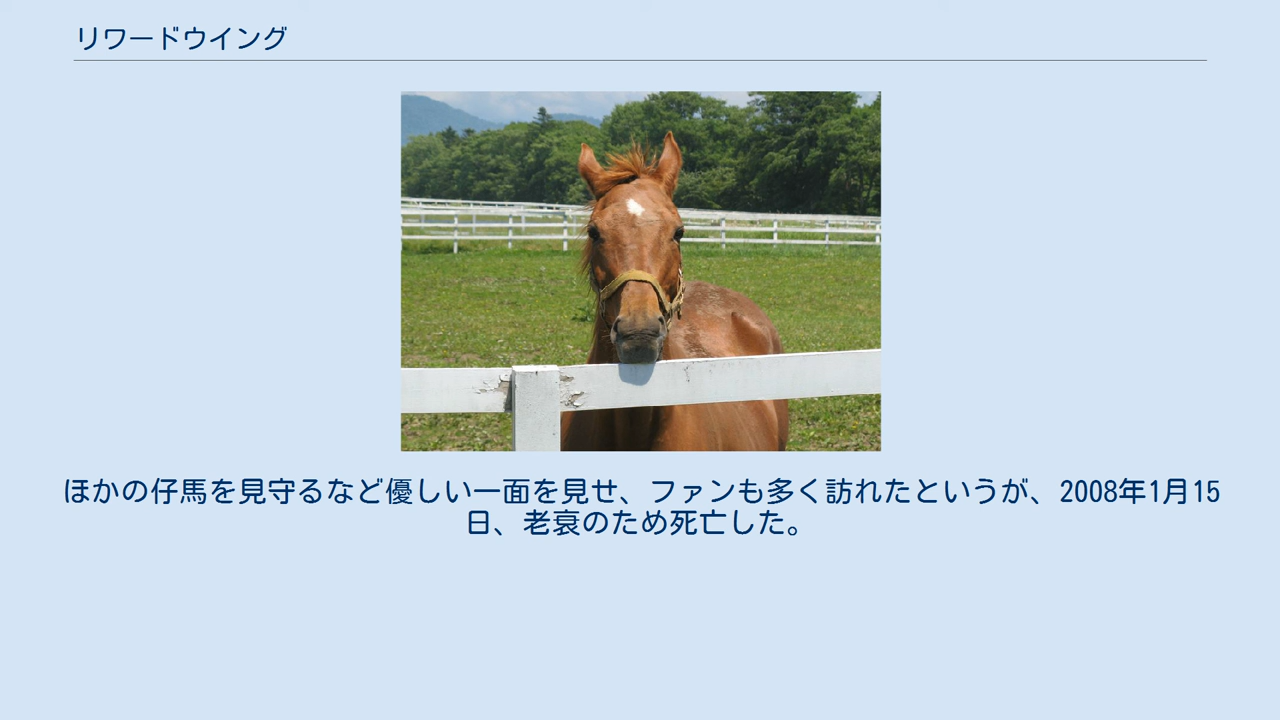 リワードウイング
ほかの仔馬を見守るなど優しい一面を見せ、ファンも多く訪れたというが、2008年1月15
日、老衰のため死亡した。